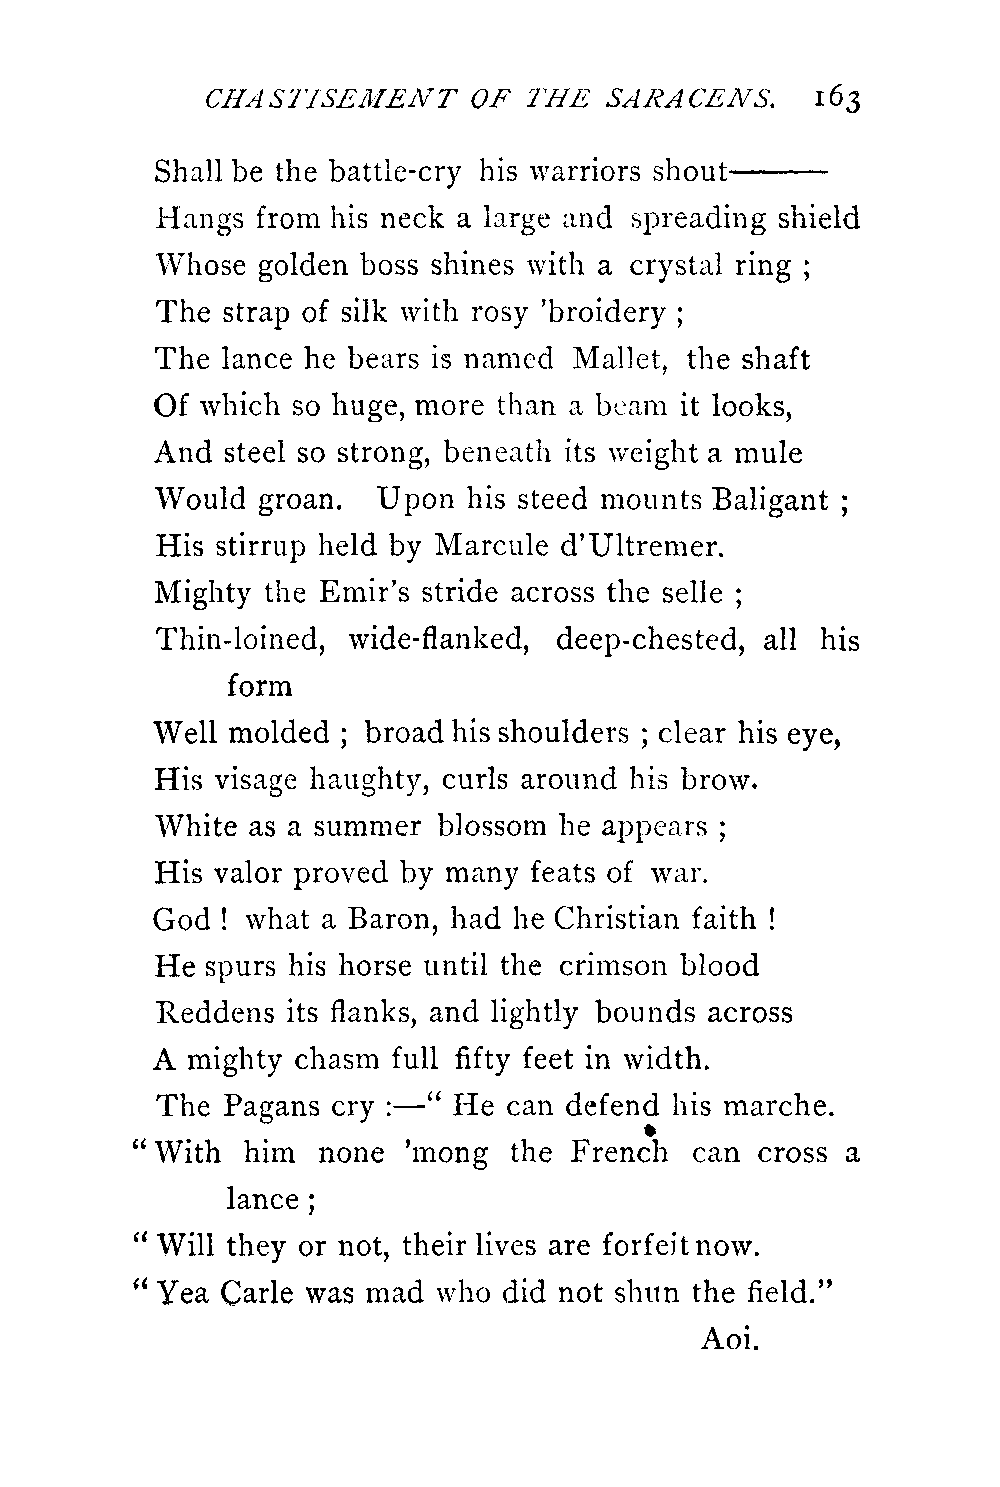 CHASTISEMENT OF THE SARACENS. 163
Shall be the battle-cry his warriors shout———
Hangs from his neck a large and spreading shield
Whose golden boss shines with a crystal ring ;
The strap of silk with rosy 'broidery ;
The lance he bears is named Mallet, the shaft
Of which so huge, more than a beam it looks,
And steel so strong, beneath its weight a mule
Would groan. Upon his steed mounts Baligant ;
His stirrup held by Marcule d'Ultremer.
Mighty the Emir's stride across the selle ;
Thin-loined, wide-flanked, deep-chested, all his
form
Well molded ; broad his shoulders ; clear his eye,
His visage haughty, curls around his brow.
White as a summer blossom he appears ;
His valor proved by many feats of war.
God ! what a Baron, had he Christian faith !
He spurs his horse until the crimson blood
Reddens its flanks, and lightly bounds across
A mighty chasm full fifty feet in width.
The Pagans cry :—" He can defend his marche.
" With him none 'mong the French can cross a
lance ;
" Will they or not, their lives are forfeit now.
" Yea Carle was mad who did not shun the field."
Aoi.